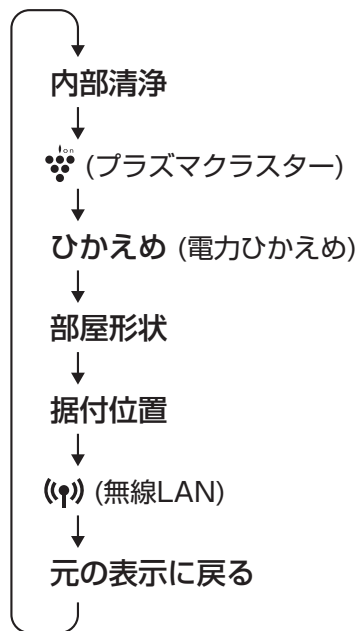 内部清浄
ion (プラズマクラスター)
ひかえめ (電力ひかえめ)
部屋形状
据付位置
(無線LAN)
元の表示に戻る